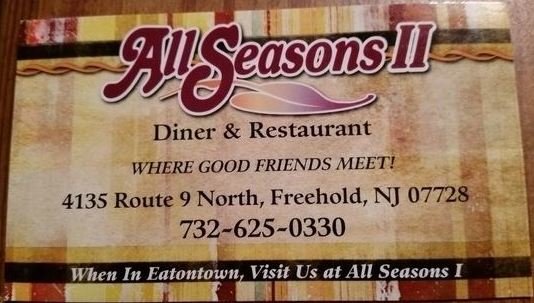 All Seasons II
Diner & Restaurant
WHERE GOOD FRIENDS MEET!
4135 Route 9 North, Freehold, NJ 07728
732-625-0330
When In Eatontown, Visit Us at All Seasons I